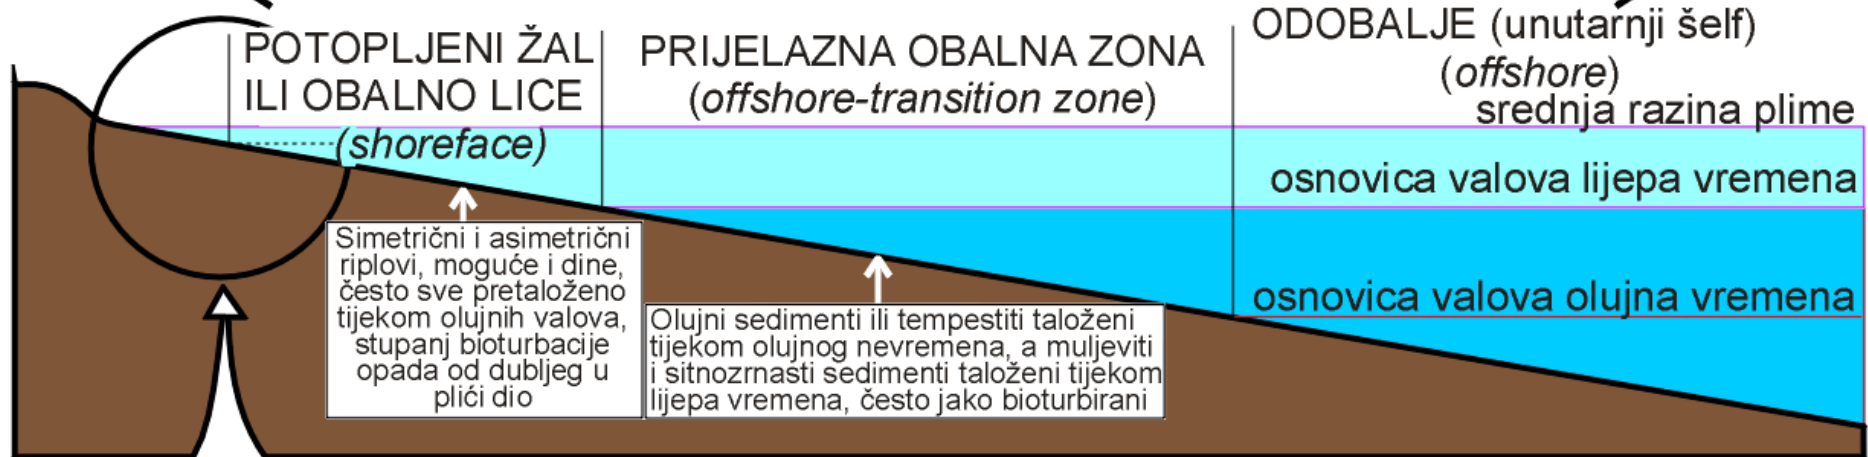 POTOPLJENI ŽAL
ILI OBALNO LICE
(shoreface)
PRIJELAZNA OBALNA ZONA
(offshore-transition zone)
ODOBALJE (unutarnji šelf)
(offshore)
srednja razina plime
osnovica valova lijepa vremena
osnovica valova olujna vremena
Simetrični i asimetrični
riplovi, moguće i dine,
često sve pretaloženo
tijekom olujnih valova,
stupanj bioturbacije
opada od dubljeg u
plići dio
Olujni sedimenti ili tempestiti taloženi
tijekom olujnog nevremena, a muljeviti
i sitnozrnasti sedimenti taloženi tijekom
lijepa vremena, često jako bioturbirani